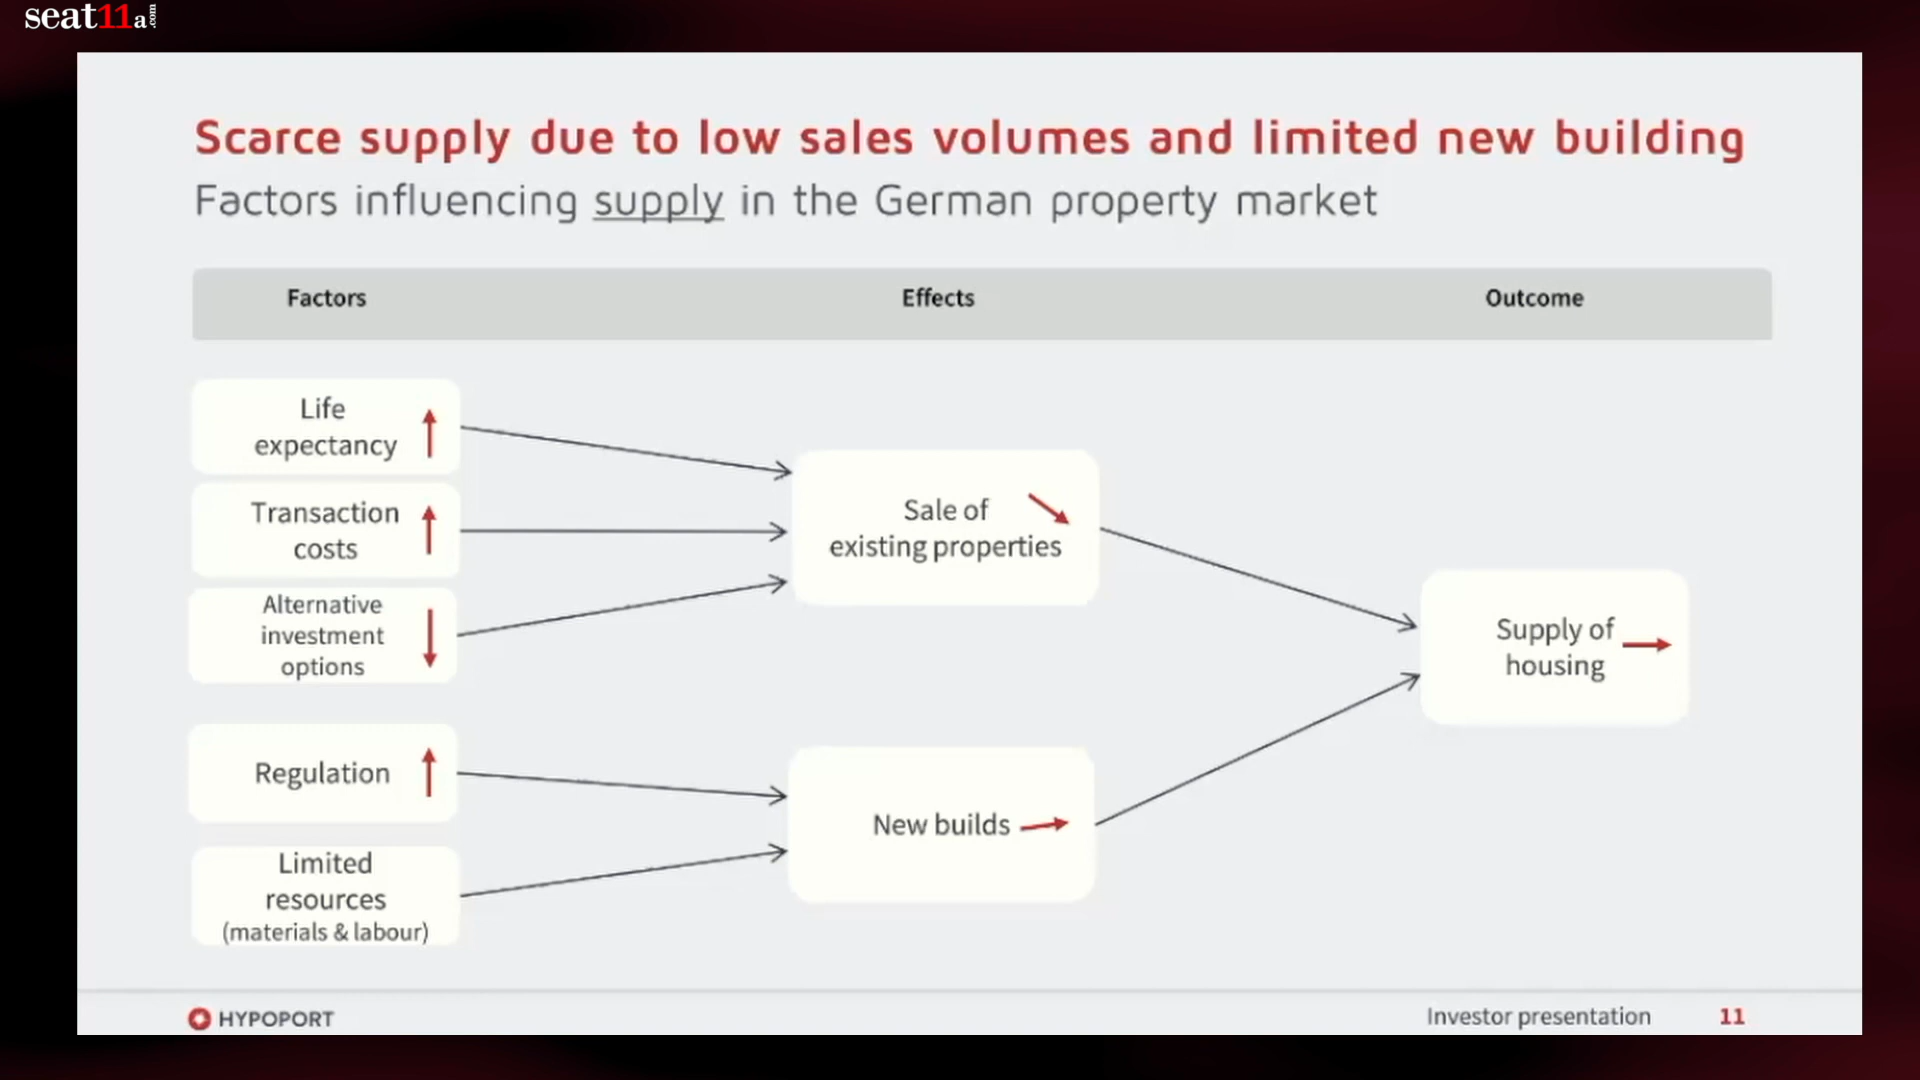 seat11a.com
Scarce supply due to low sales volumes and limited new building
Factors influencing supply in the German property market
Factors
Effects
Outcome
Life
expectancy
Transaction
costs
Alternative
investment
options
Regulation
Limited
resources
(materials & labour)
Sale of
existing properties
New builds
Supply of
housing
HYPOPORT
Investor presentation
11